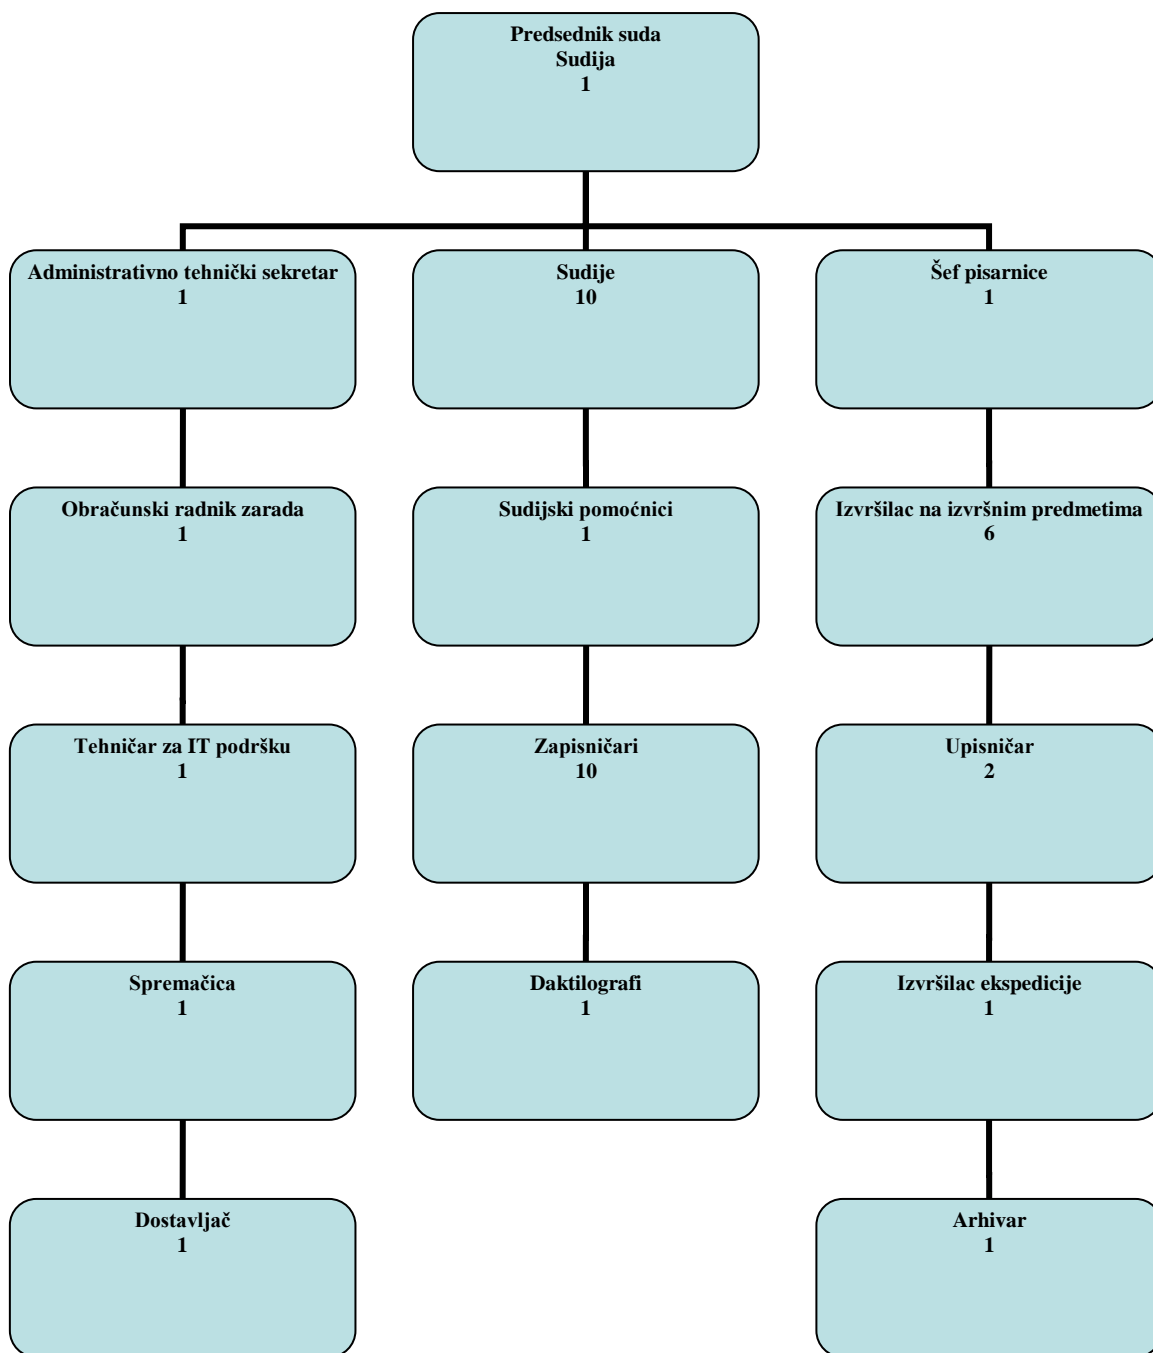 Predsednik suda
Sudija
1
Administrativno tehnički sekretar
1
Sudije
10
Šef pisarnice
1
Obračunski radnik zarada
1
Sudijski pomoćnici
1
Izvršilac na izvršnim predmetima
6
Tehničar za IT podršku
1
Zapisničari
10
Upisničar
2
Spremačica
1
Daktilografi
1
Izvršilac ekspedicije
1
Dostavljač
1
Arhivar
1